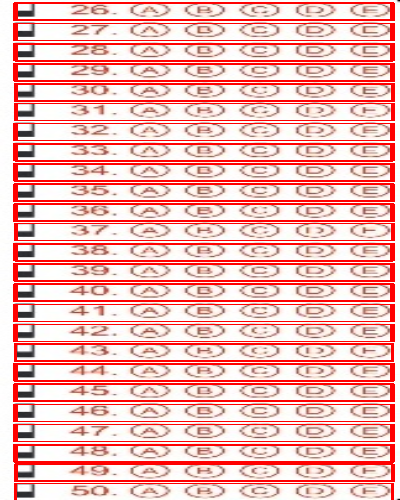 26. A B C D E
27. A B C D E
28. A B C D E
29. A B C D E
30. A B C D E
31. A B C D E
32. A B C D E
33. A B C D E
34. A B C D E
35. A B C D E
36. A B C D E
37. A B C D E
38. A B C D E
39. A B C D E
40. A B C D E
41. A B C D E
42. A B C D E
43. A B C D E
44. A B C D E
45. A B C D E
46. A B C D E
47. A B C D E
48. A B C D E
49. A B C D E
50. A B C D E